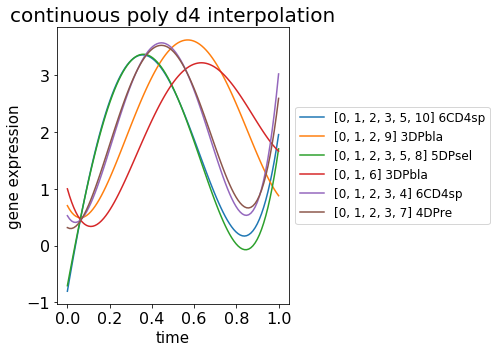 continuous poly d4 interpolation
gene expression
3
2
1
0
−1
0.0 0.2 0.4 0.6 0.8 1.0
time
[0, 1, 2, 3, 5, 10] 6CD4sp
[0, 1, 2, 9] 3DPbla
[0, 1, 2, 3, 5, 8] 5DPsel
[0, 1, 6] 3DPbla
[0, 1, 2, 3, 4] 6CD4sp
[0, 1, 2, 3, 7] 4DPre